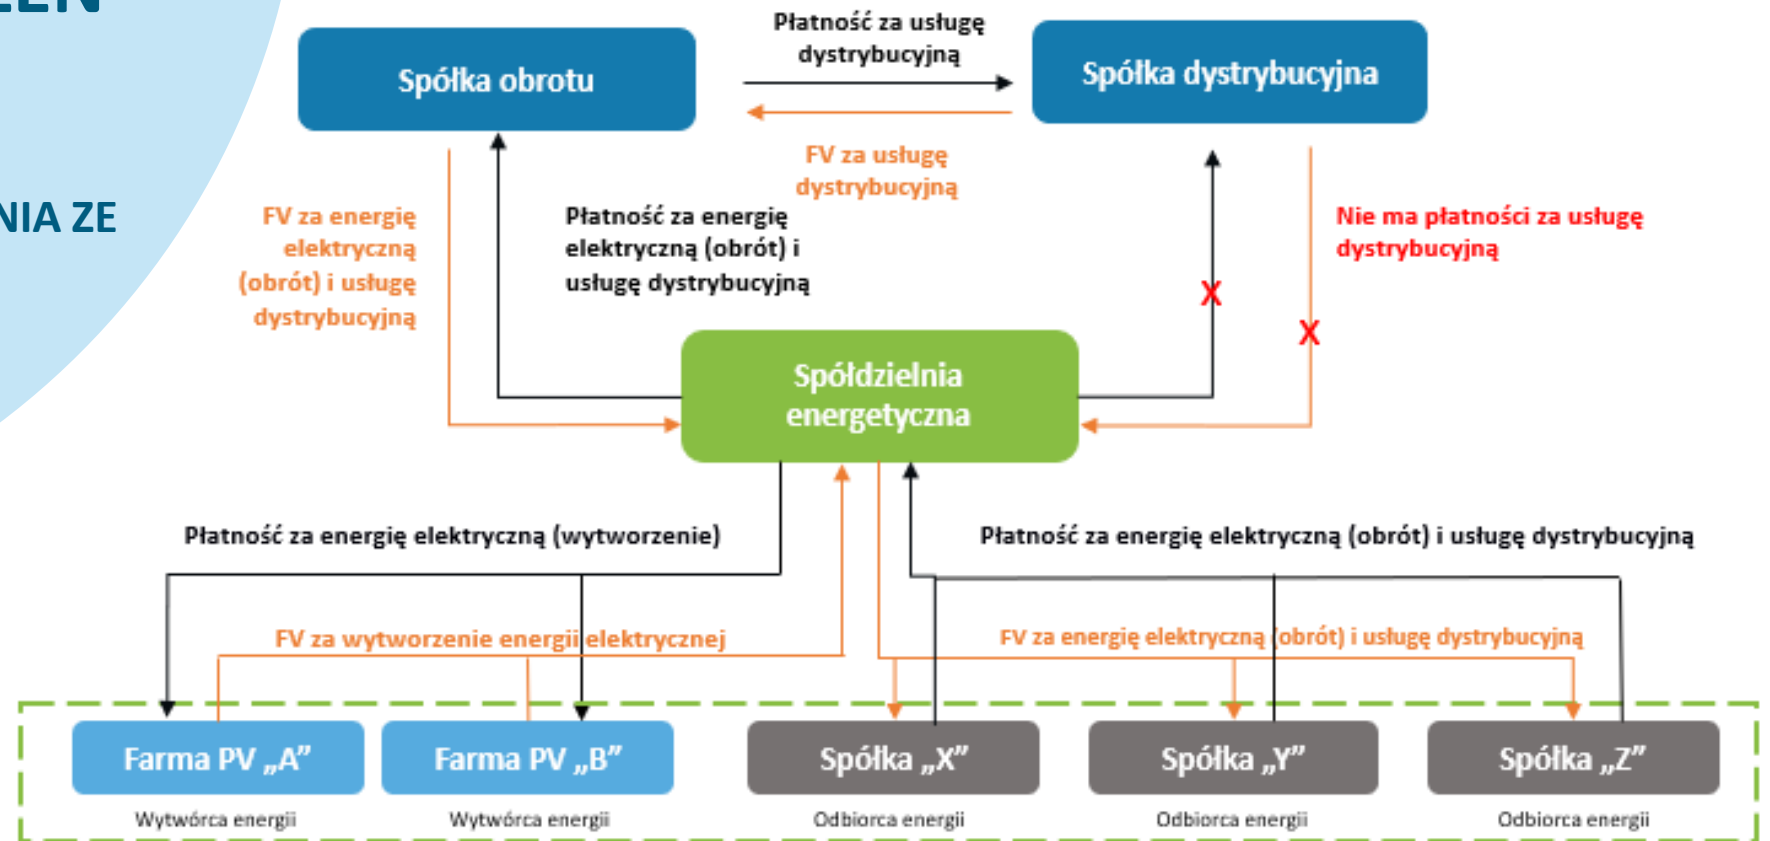 Płatność za usługę
dystrybucyjną
Spółka obrotu
Spółka dystrybucyjna
FV za usługę
dystrybucyjną
NIA ZE
FV za energię
elektryczną
(obrót) i usługę
dystrybucyjną
Płatność za energię
elektryczną (obrót) i
usługę dystrybucyjną
Nie ma płatności za usługę
dystrybucyjną
X
X
Spółdzielnia
energetyczna
Płatność za energię elektryczną (wytworzenie)
Płatność za energię elektryczną (obrót) i usługę dystrybucyjną
FV za wytworzenie energii elektrycznej
FV za energię elektryczną (obrót) i usługę dystrybucyjną
Farma PV „A”
Farma PV „B”
Spółka „X”
Spółka „Y”
Spółka „Z”
Wytwórca energii
Wytwórca energii
Odbiorca energii
Odbiorca energii
Odbiorca energii